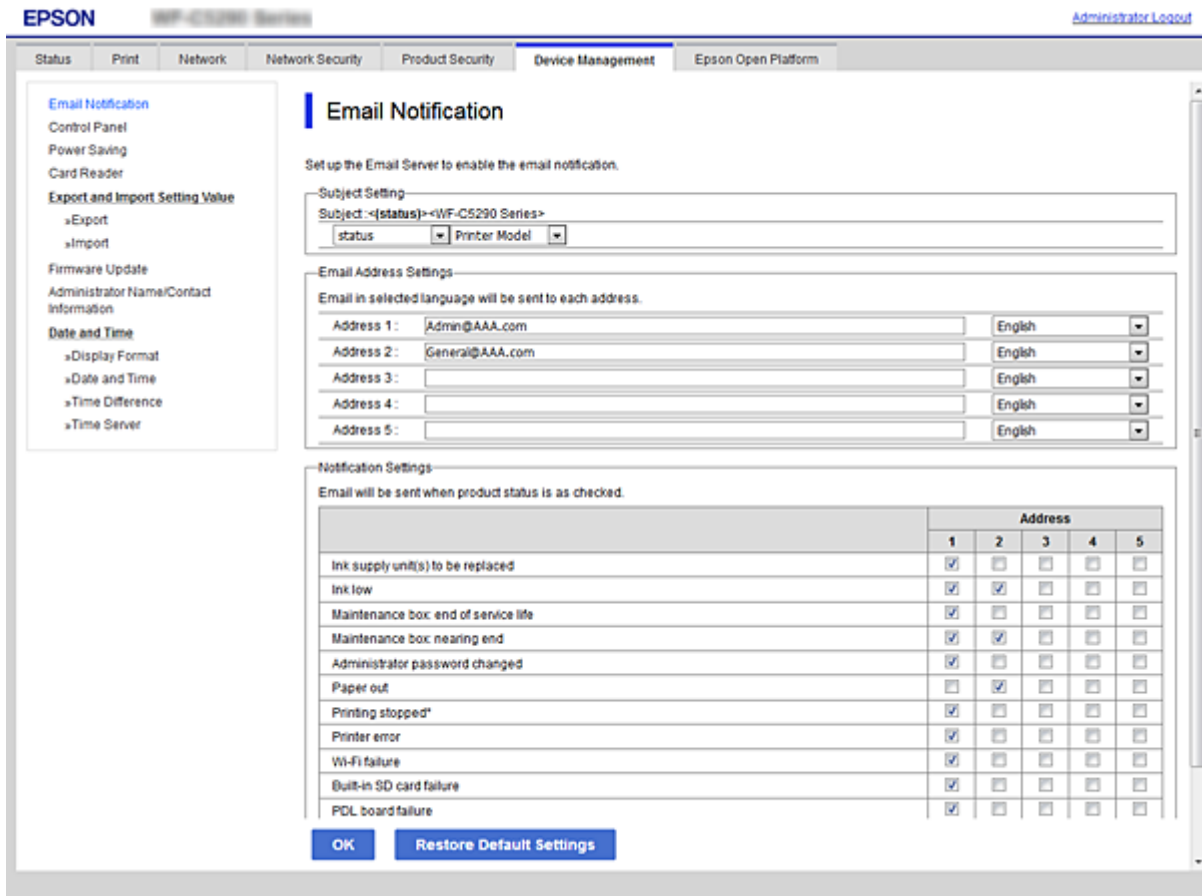 EPSON
Administrator Logout
Status Print Network Network Security Product Security Device Management Epson Open Platform
Email Notification
Control Panel
Power Saving
Card Reader
Export and Import Setting Value
»Export
»Import
Firmware Update
Administrator Name/Contact
Information
Date and Time
»Display Format
»Date and Time
»Time Difference
»Time Server
Email Notification
Set up the Email Server to enable the email notification.
Subject Setting
Subject :<(status)><WF-C5290 Series>
status Printer Model
Email Address Settings
Email in selected language will be sent to each address.
Address 1 : Admin@AAA.com English
Address 2 : General@AAA.com English
Address 3 : English
Address 4 : English
Address 5 : English
Notification Settings
Email will be sent when product status is as checked.
Address
1 2 3 4 5
Ink supply unit(s) to be replaced
Ink low
Maintenance box: end of service life
Maintenance box: nearing end
Administrator password changed
Paper out
Printing stopped*
Printer error
Wi-Fi failure
Built-in SD card failure
PDL board failure
OK Restore Default Settings